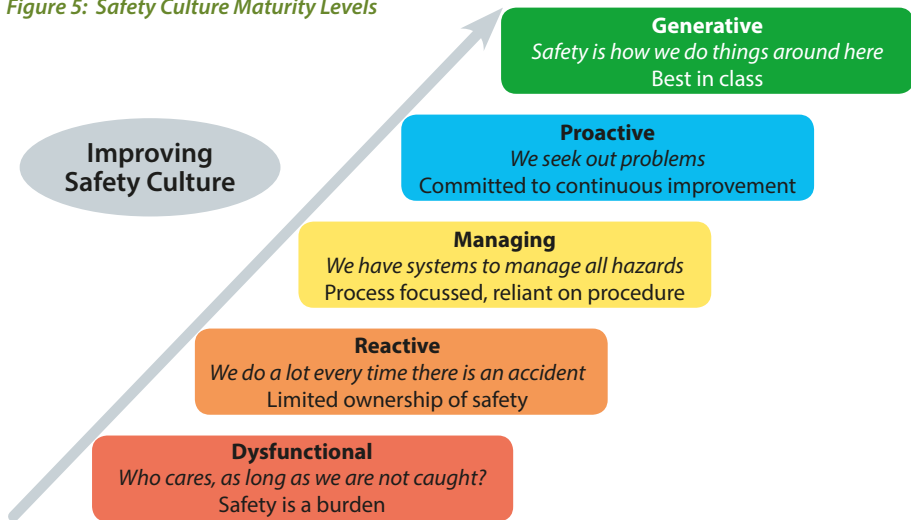 Figure 5: Safety Culture Maturity Levels
Generative
Safety is how we do things around here
Best in class
Proactive
We seek out problems
Committed to continuous improvement
Improving
Safety Culture
Managing
We have systems to manage all hazards
Process focussed, reliant on procedure
Reactive
We do a lot every time there is an accident
Limited ownership of safety
Dysfunctional
Who cares, as long as we are not caught?
Safety is a burden